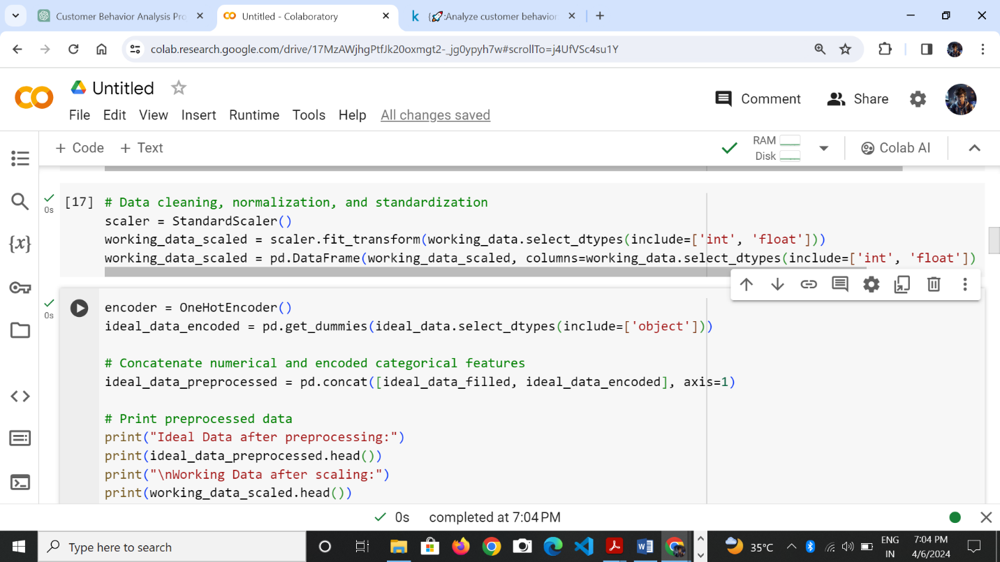 Customer Behavior Analysis Pro
Untitled - Colaboratory
{🚀:Analyze customer behavior
colab.research.google.com/drive/17MzAWjhgPtfJk20oxmgt2-_jg0ypyh7w#scrollTo=j4UfVSc4su1Y
Untitled
Comment
Share
File Edit View Insert Runtime Tools Help All changes saved
+ Code + Text
RAM
Disk
Colab AI
0s
[17]
# Data cleaning, normalization, and standardization
scaler = StandardScaler()
working_data_scaled = scaler.fit_transform(working_data.select_dtypes(include=['int', 'float']))
working_data_scaled = pd.DataFrame(working_data_scaled, columns=working_data.select_dtypes(include=['int', 'float'])
0s
encoder = OneHotEncoder()
ideal_data_encoded = pd.get_dummies(ideal_data.select_dtypes(include=['object']))
# Concatenate numerical and encoded categorical features
ideal_data_preprocessed = pd.concat([ideal_data_filled, ideal_data_encoded], axis=1)
# Print preprocessed data
print("Ideal Data after preprocessing:")
print(ideal_data_preprocessed.head())
print("\nWorking Data after scaling:")
print(working_data_scaled.head())
0s completed at 7:04 PM
Type here to search
35°C
ENG
IN
7:04 PM
4/6/2024